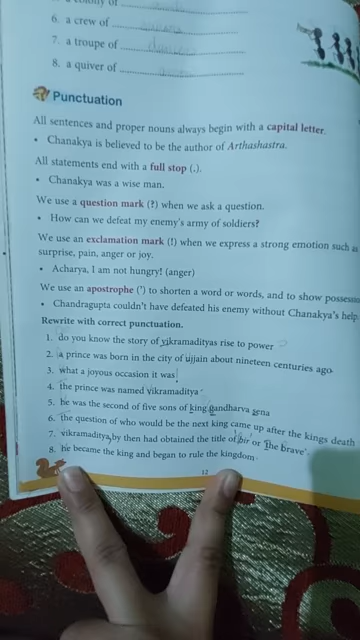 6. a crew of
7. a troupe of
8. a quiver of
Punctuation
All sentences and proper nouns always begin with a capital letter.
• Chanakya is believed to be the author of Arthashastra.
All statements end with a full stop (.).
• Chanakya was a wise man.
We use a question mark (?) when we ask a question.
• How can we defeat my enemy's army of soldiers?
We use an exclamation mark (!) when we express a strong emotion such as
surprise, pain, anger or joy.
• Acharya, I am not hungry! (anger)
We use an apostrophe (') to shorten a word or words, and to show
• Chandragupta couldn't have defeated his enemy without Chanakya's help.
Rewrite with correct punctuation.
1. do you know the story of vikramadityas rise to power ?
2. a prince was born in the city of ujjain about nineteen centuries ago
3. what a joyous occasion it was
4. the prince was named vikramaditya
5. he was the second of five sons of king gandharva sena
6. the question of who would be the next king came up after the kings death
7. vikramaditya by then had obtained the title of bir or The brave'.
8. he became the king and began to rule the kingdom
12